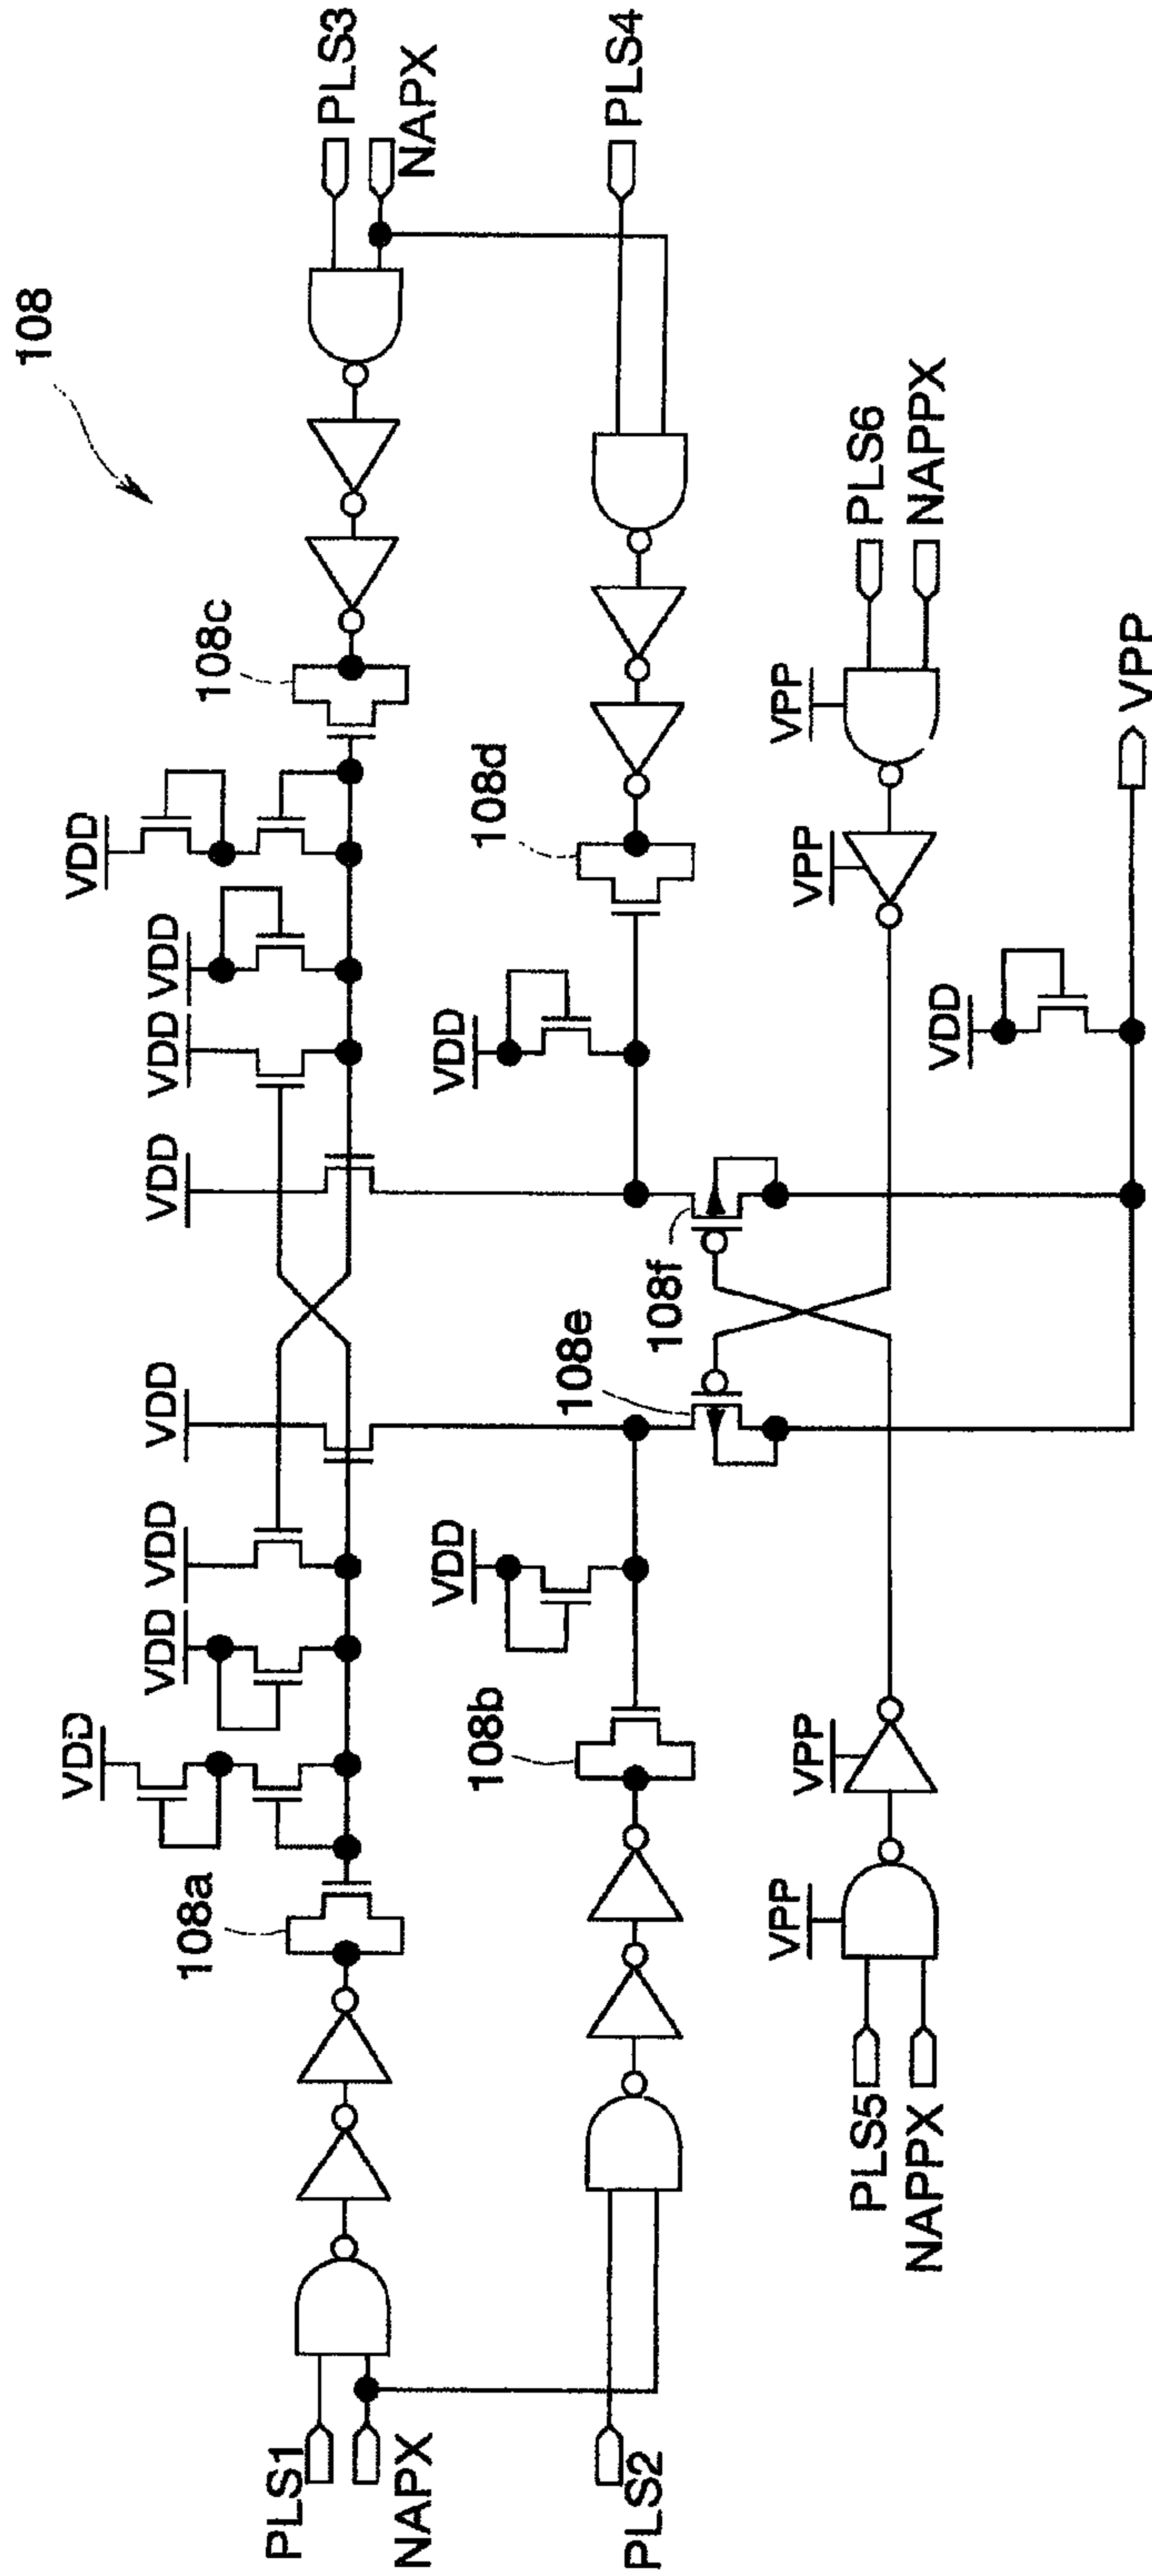 108
VDD
VDD
VDD
VDD
VDD
VDD
VDD
VDD
108a
108c
PLS1
NAPX
PLS3
NAPX
VDD
VDD
108b
108d
PLS2
PLS4
108e
108f
VPP
VPP
VPP
VPP
PLS5
NAPPX
PLS6
NAPPX
VDD
VPP